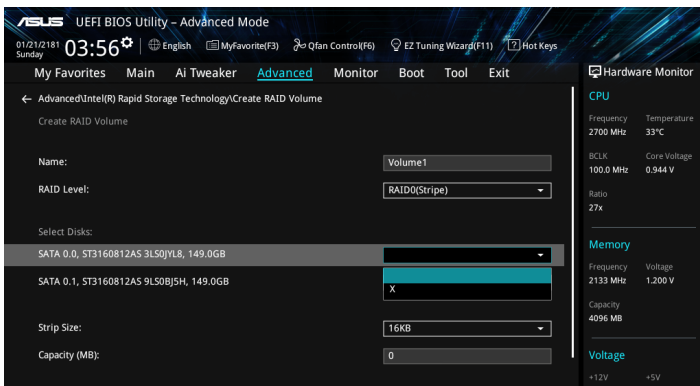 ASUS UEFI BIOS Utility – Advanced Mode
01/21/2181
Sunday
03:56
English
MyFavorite(F3)
Qfan Control(F6)
EZ Tuning Wizard(F11)
? Hot Keys
My Favorites Main Ai Tweaker Advanced Monitor Boot Tool Exit
Hardware Monitor
← Advanced\Intel(R) Rapid Storage Technology\Create RAID Volume
Create RAID Volume
Name: Volume1
RAID Level: RAID0(Stripe)
Select Disks:
SATA 0.0, ST3160812AS 3LS0JYL8, 149.0GB
SATA 0.1, ST3160812AS 9LS0BJ5H, 149.0GB
X
Strip Size: 16KB
Capacity (MB): 0
CPU
Frequency Temperature
2700 MHz 33°C
BCLK Core Voltage
100.0 MHz 0.944 V
Ratio
27x
Memory
Frequency Voltage
2133 MHz 1.200 V
Capacity
4096 MB
Voltage
+12V +5V